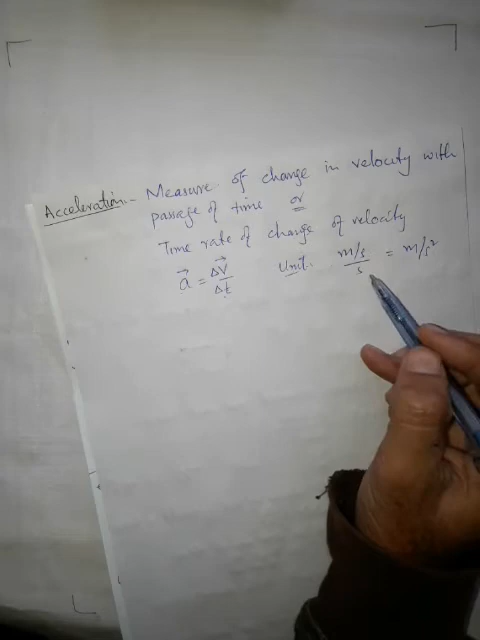 Acceleration:- Measure of change in velocity with
passage of time or
Time rate of change of velocity
a⃗ = Δv⃗/Δt Unit: m/s/s = m/s²